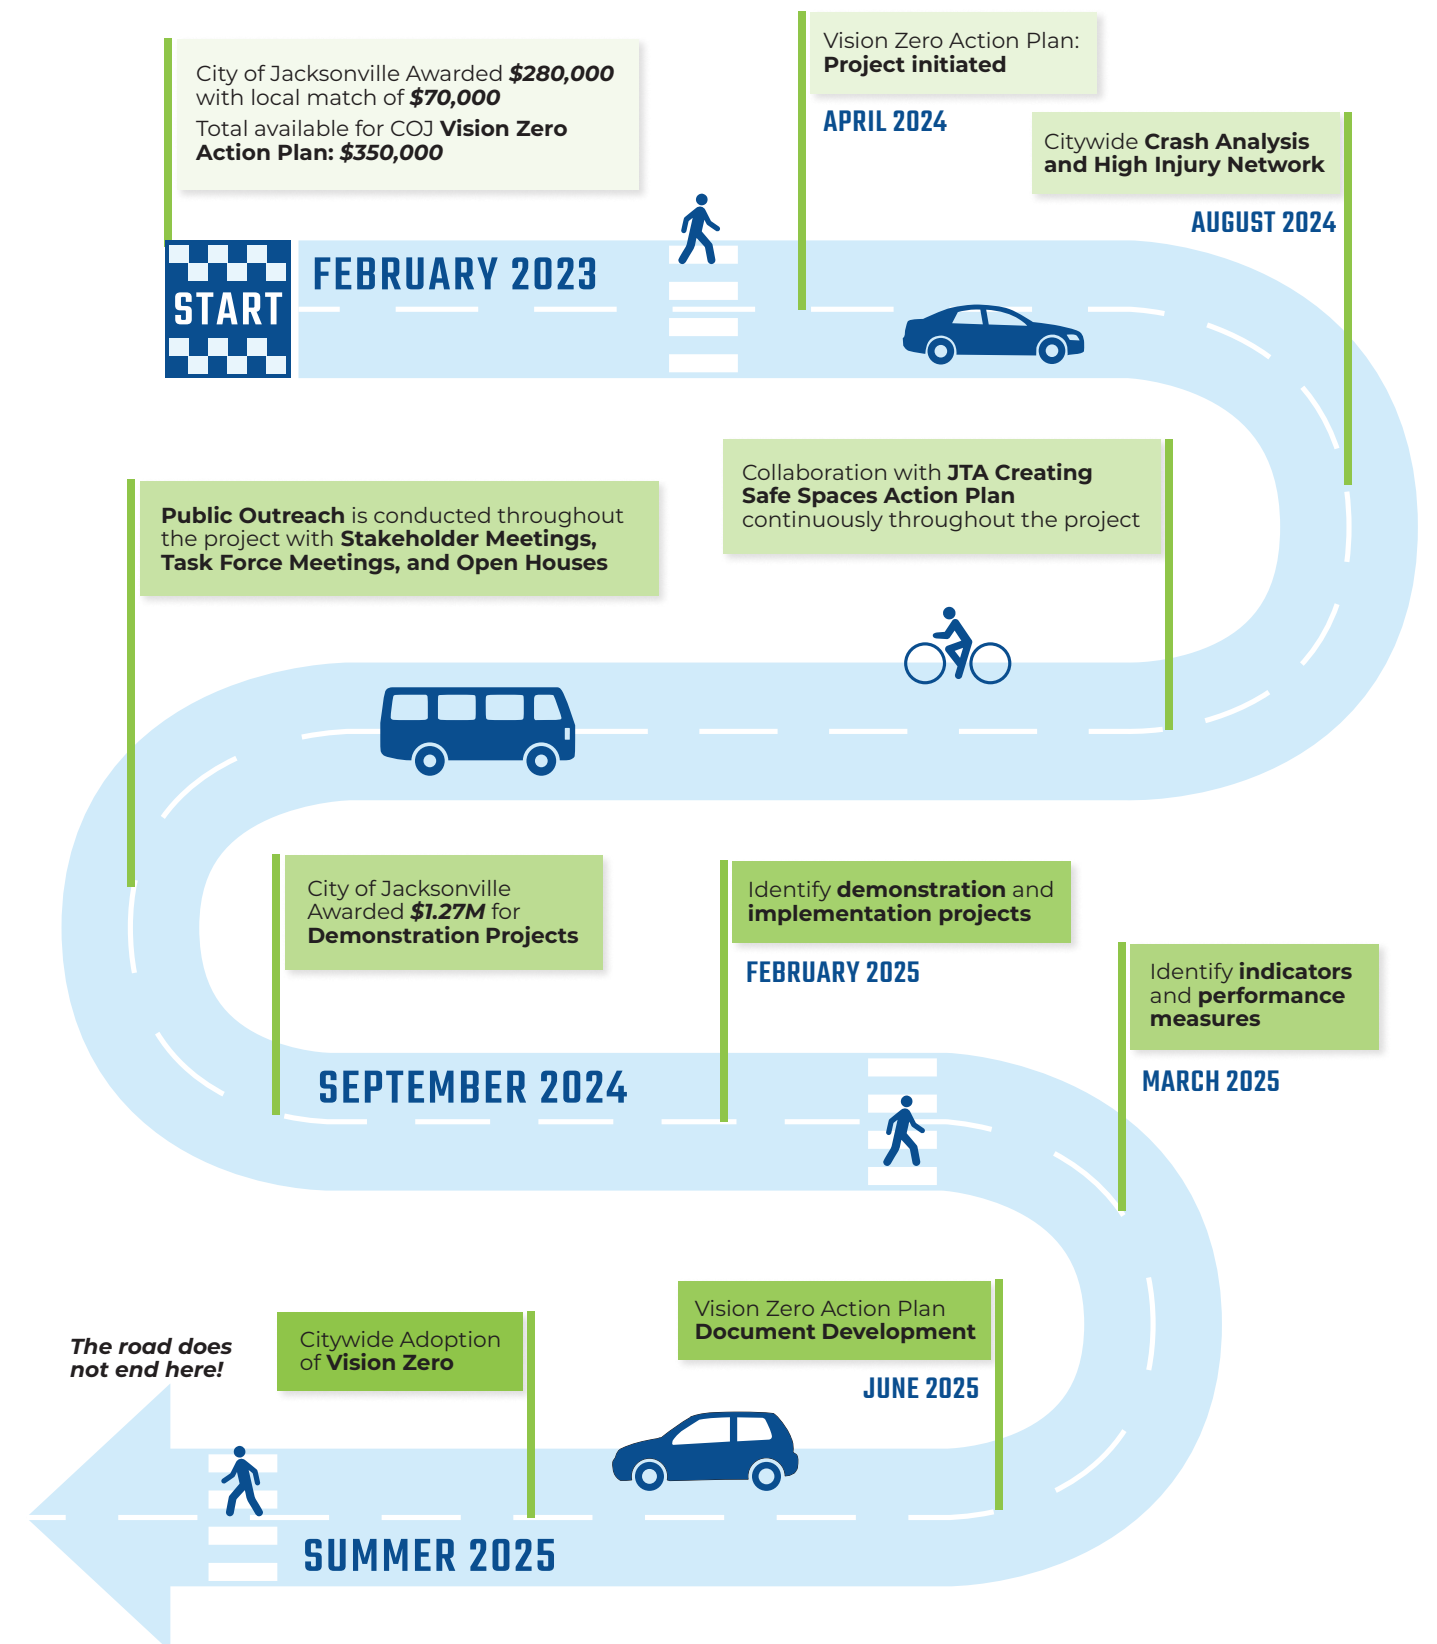 City of Jacksonville Awarded $280,000
with local match of $70,000
Total available for COJ Vision Zero
Action Plan: $350,000
START
FEBRUARY 2023
Vision Zero Action Plan:
Project initiated
APRIL 2024
Citywide Crash Analysis
and High Injury Network
AUGUST 2024
Collaboration with JTA Creating
Safe Spaces Action Plan
continuously throughout the project
Public Outreach is conducted throughout
the project with Stakeholder Meetings,
Task Force Meetings, and Open Houses
City of Jacksonville
Awarded $1.27M for
Demonstration Projects
SEPTEMBER 2024
Identify demonstration and
implementation projects
FEBRUARY 2025
Identify indicators
and performance
measures
MARCH 2025
Vision Zero Action Plan
Document Development
JUNE 2025
Citywide Adoption
of Vision Zero
SUMMER 2025
The road does
not end here!